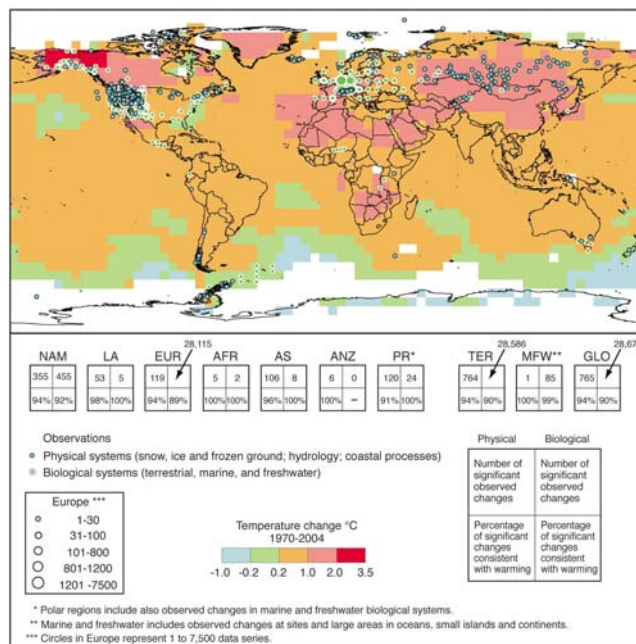 28,115
28,586
28,67
NAM LA EUR AFR AS ANZ PR* TER MFW** GLO
355 455 53 5 119 5 2 106 8 6 0 120 24 764 1 85 765
94% 92% 98% 100% 94% 89% 100% 100% 96% 100% 100% – 91% 100% 94% 90% 100% 99% 94% 90%
Observations
Physical systems (snow, ice and frozen ground; hydrology; coastal processes)
Biological systems (terrestrial, marine, and freshwater)
Physical Biological
Number of significant observed changes
Number of significant observed changes
Percentage of significant changes consistent with warming
Percentage of significant changes consistent with warming
Europe ***
1-30
31-100
101-800
801-1200
1201 -7500
Temperature change °C
1970-2004
-1.0 -0.2 0.2 1.0 2.0 3.5
* Polar regions include also observed changes in marine and freshwater biological systems.
** Marine and freshwater includes observed changes at sites and large areas in oceans, small islands and continents.
*** Circles in Europe represent 1 to 7,500 data series.